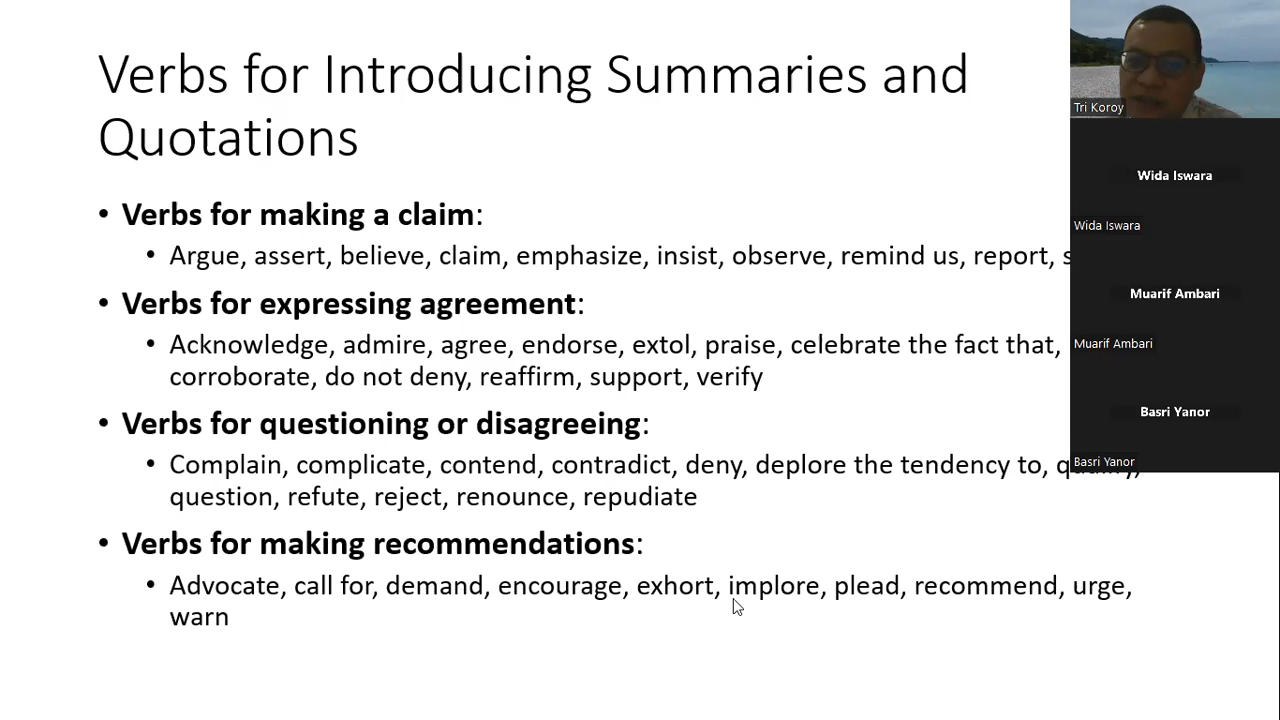 Verbs for Introducing Summaries and
Quotations
• Verbs for making a claim:
• Argue, assert, believe, claim, emphasize, insist, observe, remind us, report,
• Verbs for expressing agreement:
• Acknowledge, admire, agree, endorse, extol, praise, celebrate the fact that,
corroborate, do not deny, reaffirm, support, verify
• Verbs for questioning or disagreeing:
• Complain, complicate, contend, contradict, deny, deplore the tendency to,
question, refute, reject, renounce, repudiate
• Verbs for making recommendations:
• Advocate, call for, demand, encourage, exhort, implore, plead, recommend, urge,
warn
Tri Koroy
Wida Iswara
Wida Iswara
Muarif Ambari
Muarif Ambari
Basri Yanor
Basri Yanor